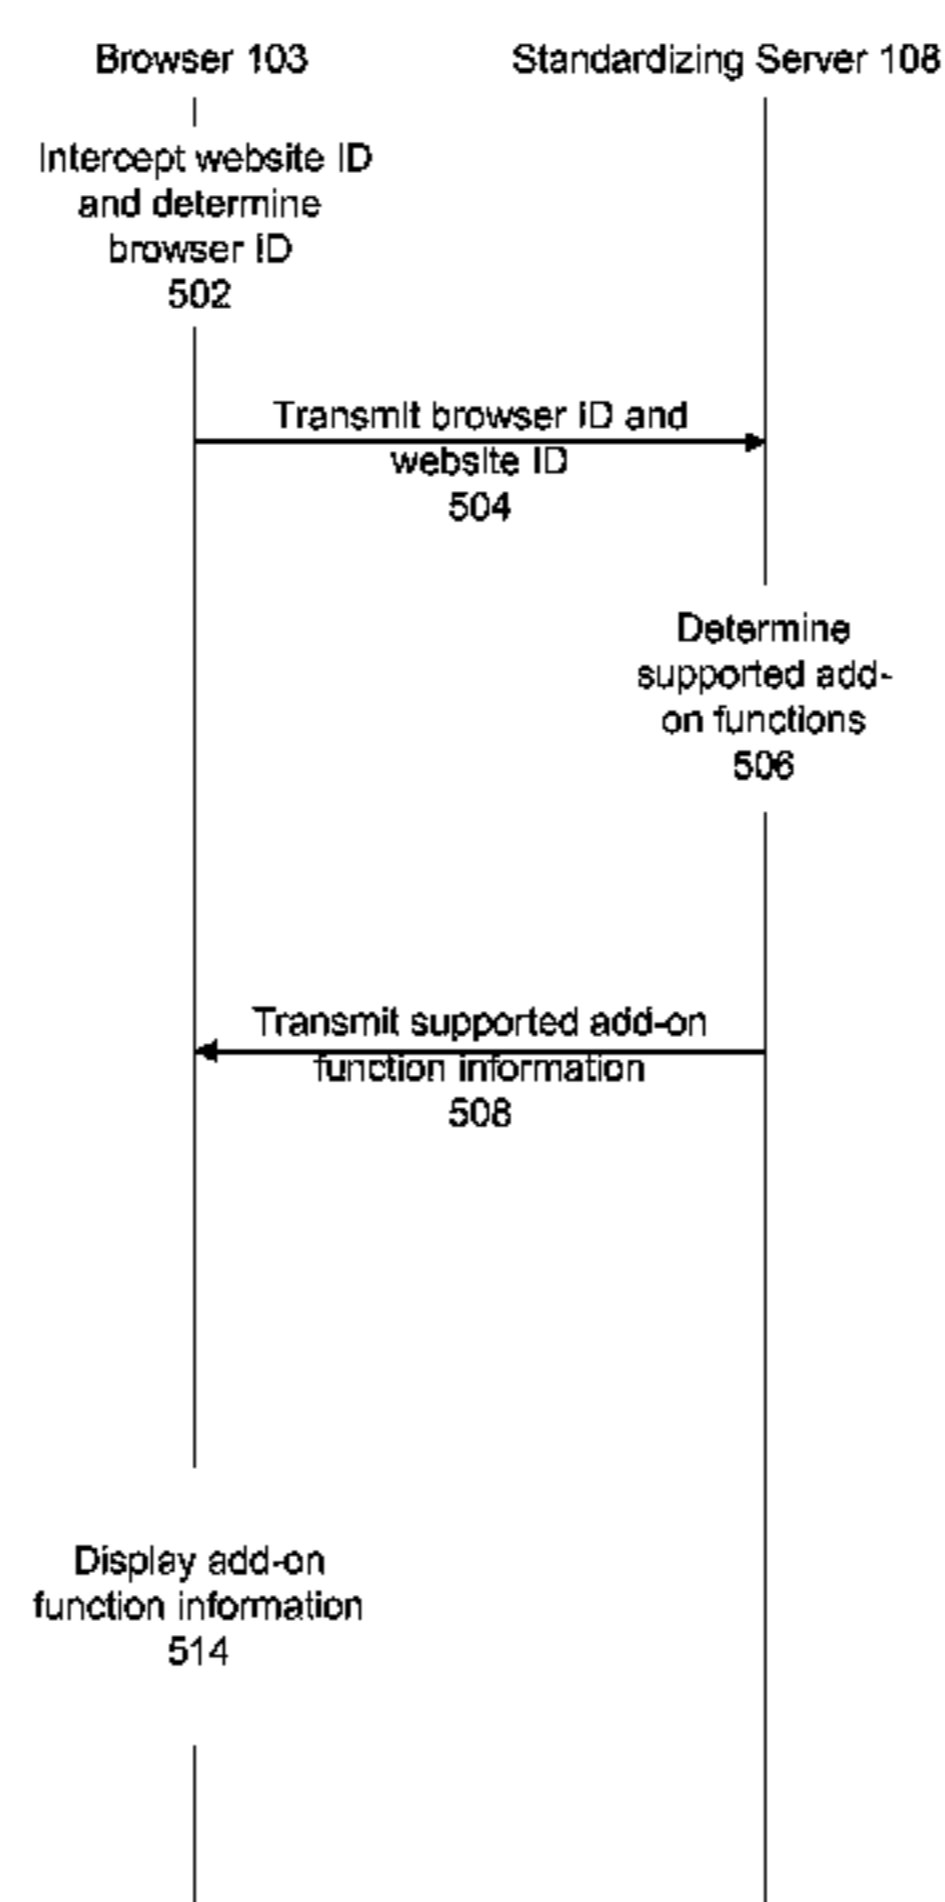 Browser 103
Standardizing Server 108
Intercept website ID
and determine
browser ID
502
Transmit browser ID and
website ID
504
Determine
supported add-
on functions
506
Transmit supported add-on
function information
508
Display add-on
function information
514